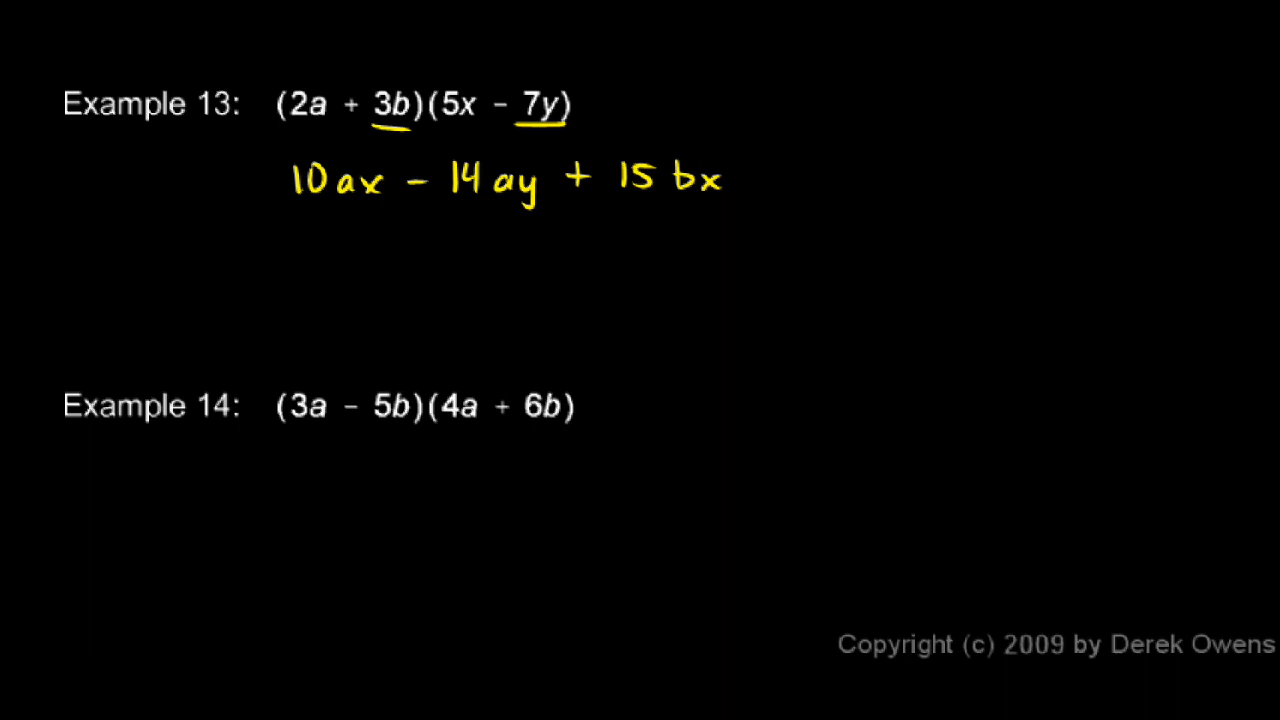 Example 13: (2a + 3b)(5x - 7y)
10ax - 14ay + 15bx
Example 14: (3a - 5b)(4a + 6b)
Copyright (c) 2009 by Derek Owens